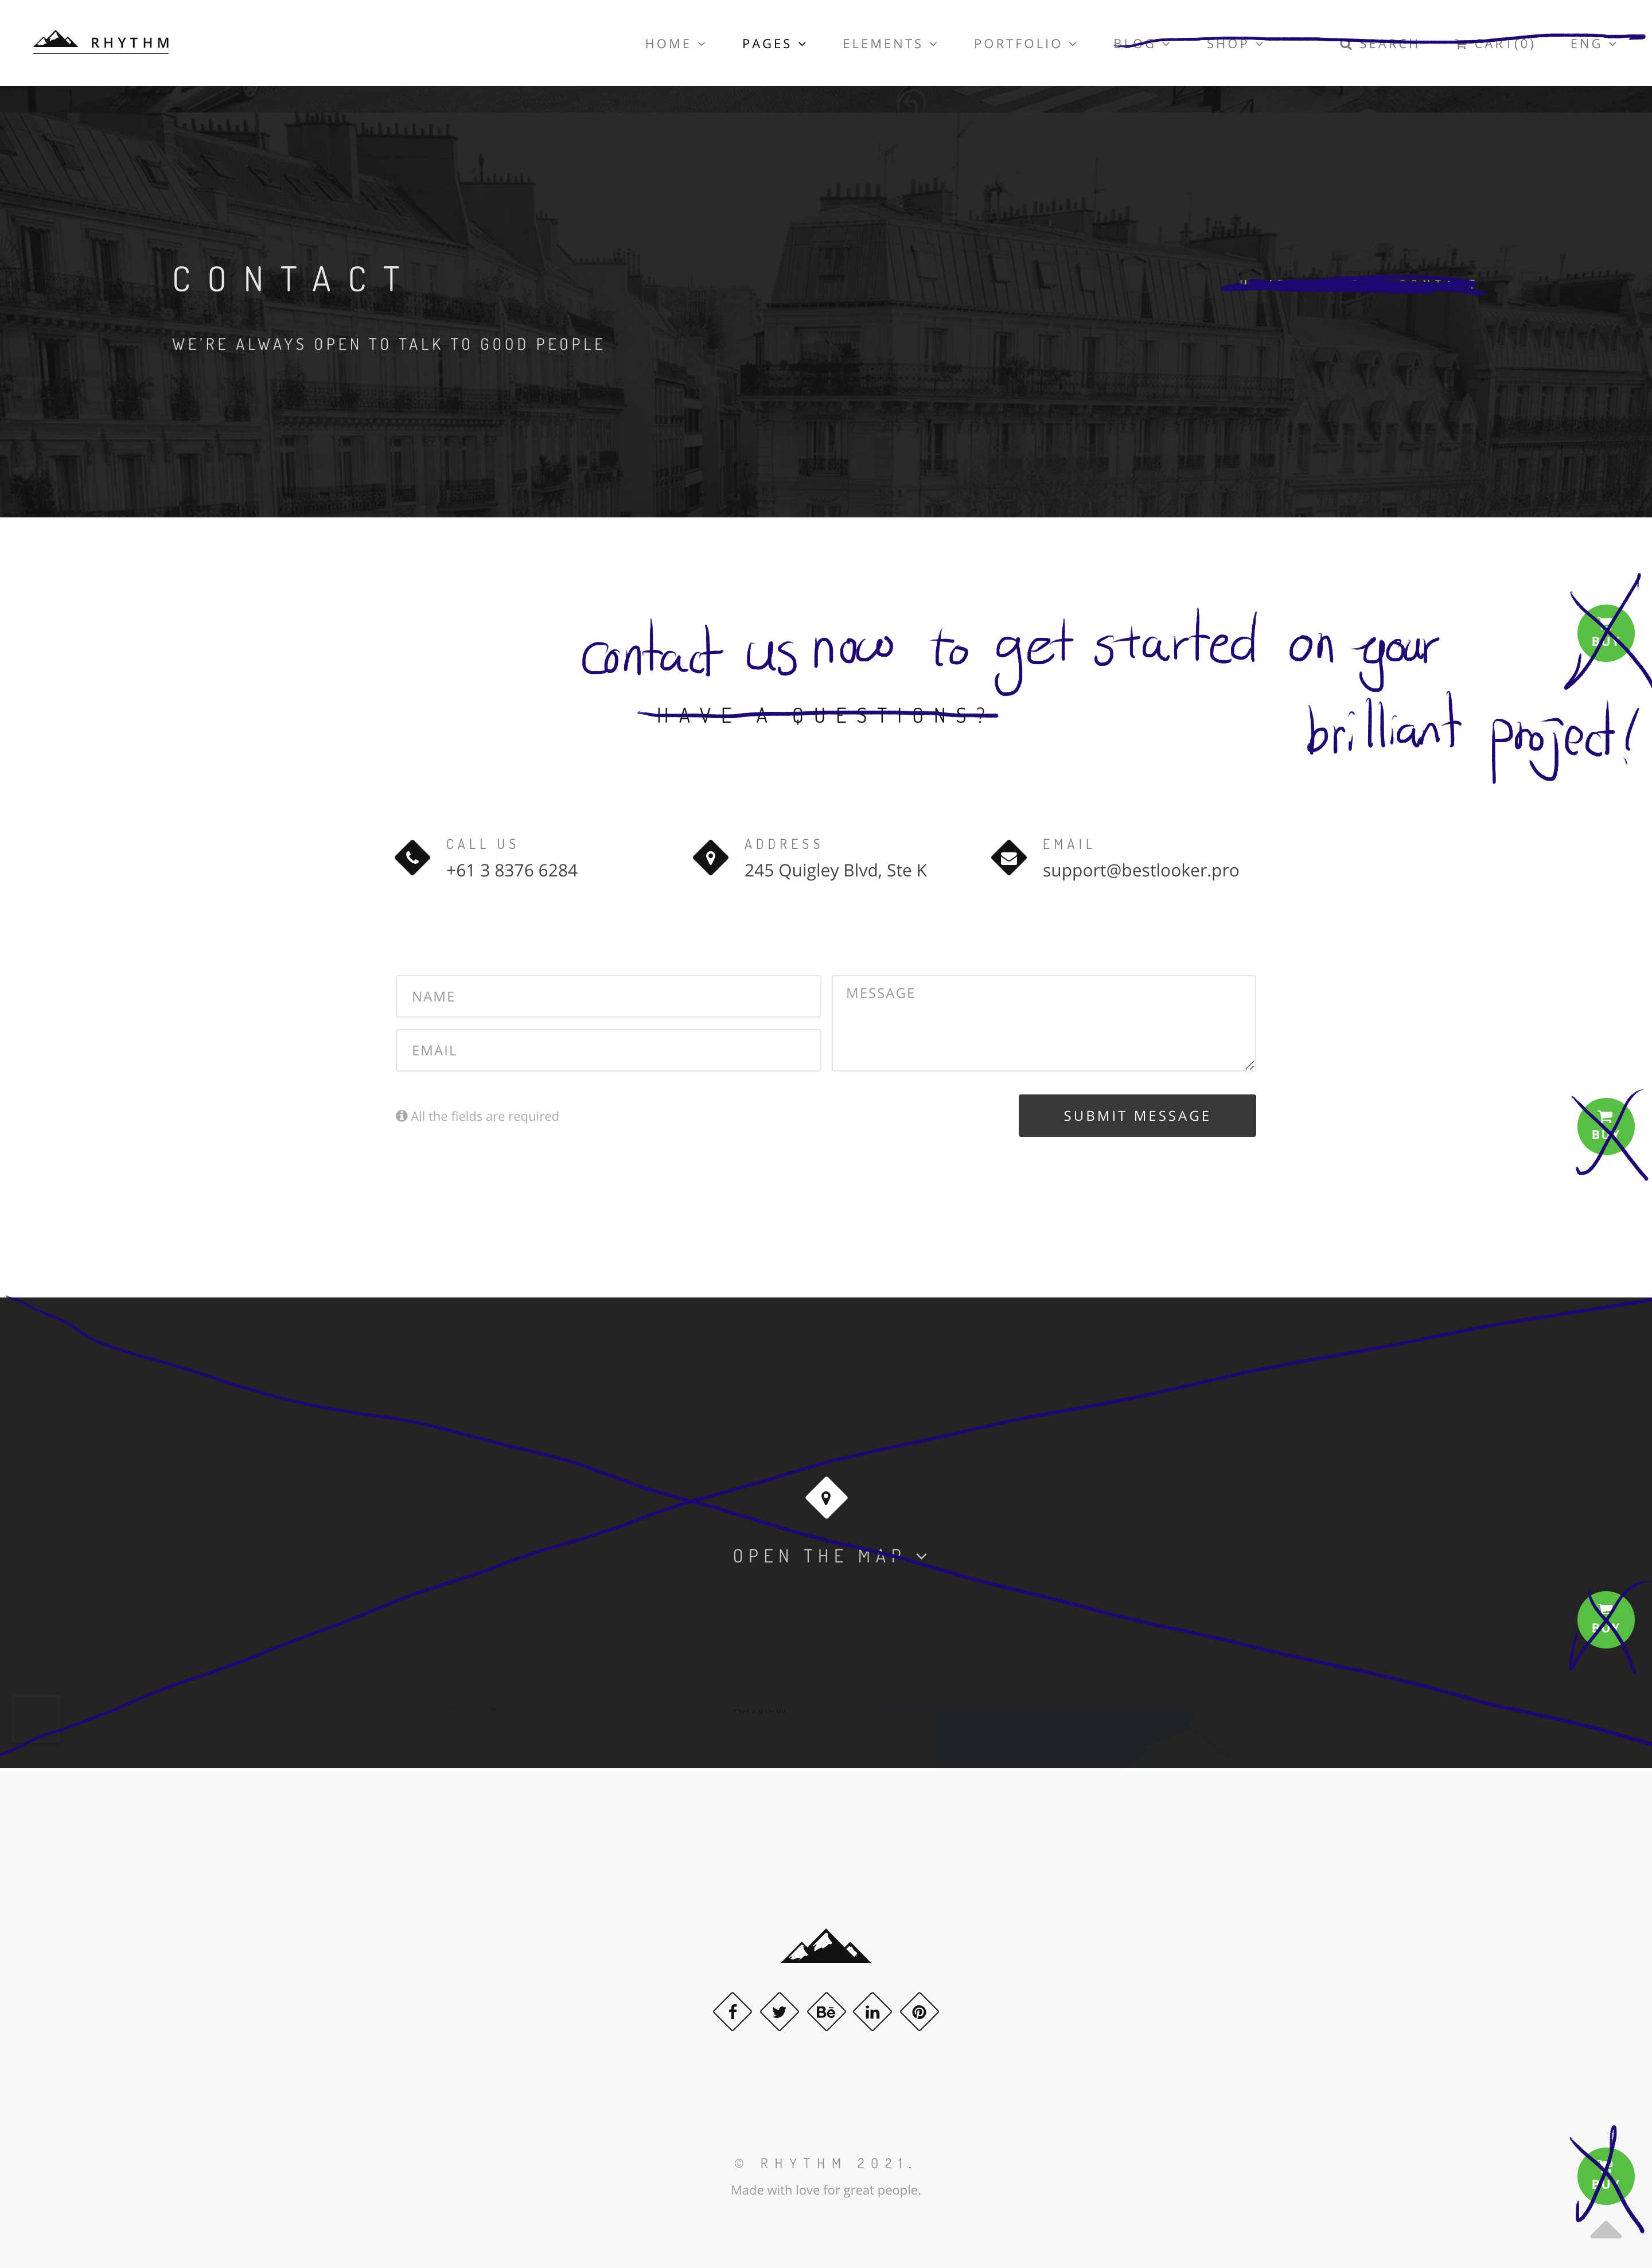 RHYTHM
HOME PAGES ELEMENTS PORTFOLIO BLOG SHOP SEARCH CART(0) ENG
CONTACT
WE'RE ALWAYS OPEN TO TALK TO GOOD PEOPLE
Contact us now to get started on your
brilliant project!
BUY
HAVE A QUESTIONS?
CALL US
+61 3 8376 6284
ADDRESS
245 Quigley Blvd, Ste K
EMAIL
support@bestlooker.pro
NAME
MESSAGE
EMAIL
All the fields are required
SUBMIT MESSAGE
BUY
OPEN THE MAP
BUY
Bē
© RHYTHM 2021.
Made with love for great people.
BUY